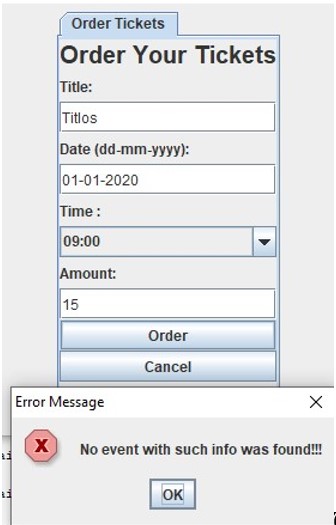 Order Tickets
Order Your Tickets
Title:
Titlos
Date (dd-mm-yyyy):
01-01-2020
Time :
09:00
Amount:
15
Order
Cancel
Error Message
No event with such info was found!!!
OK